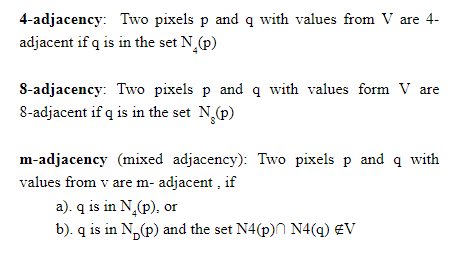 4-adjacency: Two pixels p and q with values from V are 4-
adjacent if q is in the set N₄(p)
8-adjacency: Two pixels p and q with values form V are
8-adjacent if q is in the set N₈(p)
m-adjacency (mixed adjacency): Two pixels p and q with
values from v are m- adjacent , if
a). q is in N₄(p), or
b). q is in N_D(p) and the set N4(p)∩ N4(q) ∉V